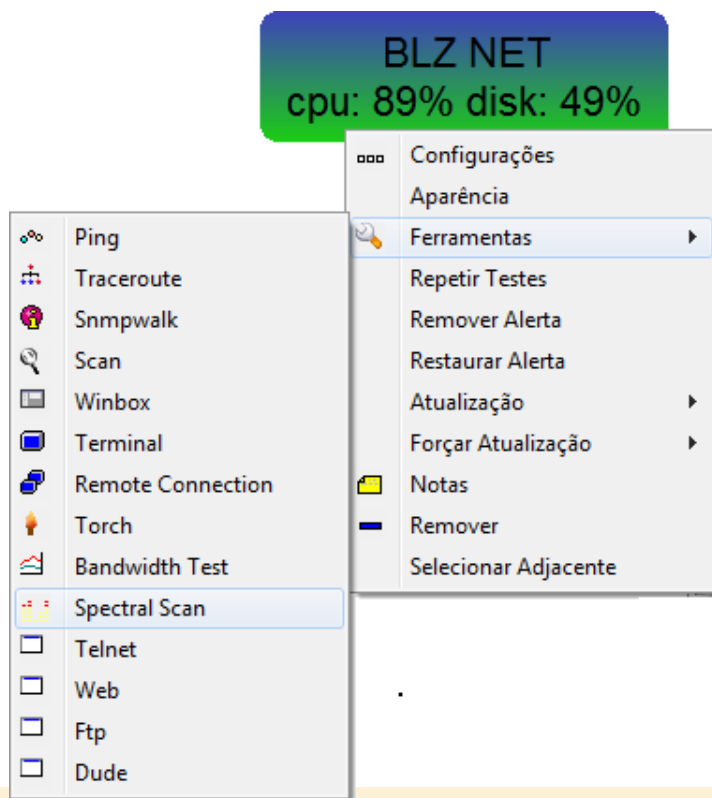 BLZ NET
cpu: 89% disk: 49%
Configurações
Aparência
Ferramentas
Repetir Testes
Remover Alerta
Restaurar Alerta
Atualização
Forçar Atualização
Notas
Remover
Selecionar Adjacente
Ping
Traceroute
Snmpwalk
Scan
Winbox
Terminal
Remote Connection
Torch
Bandwidth Test
Spectral Scan
Telnet
Web
Ftp
Dude
.